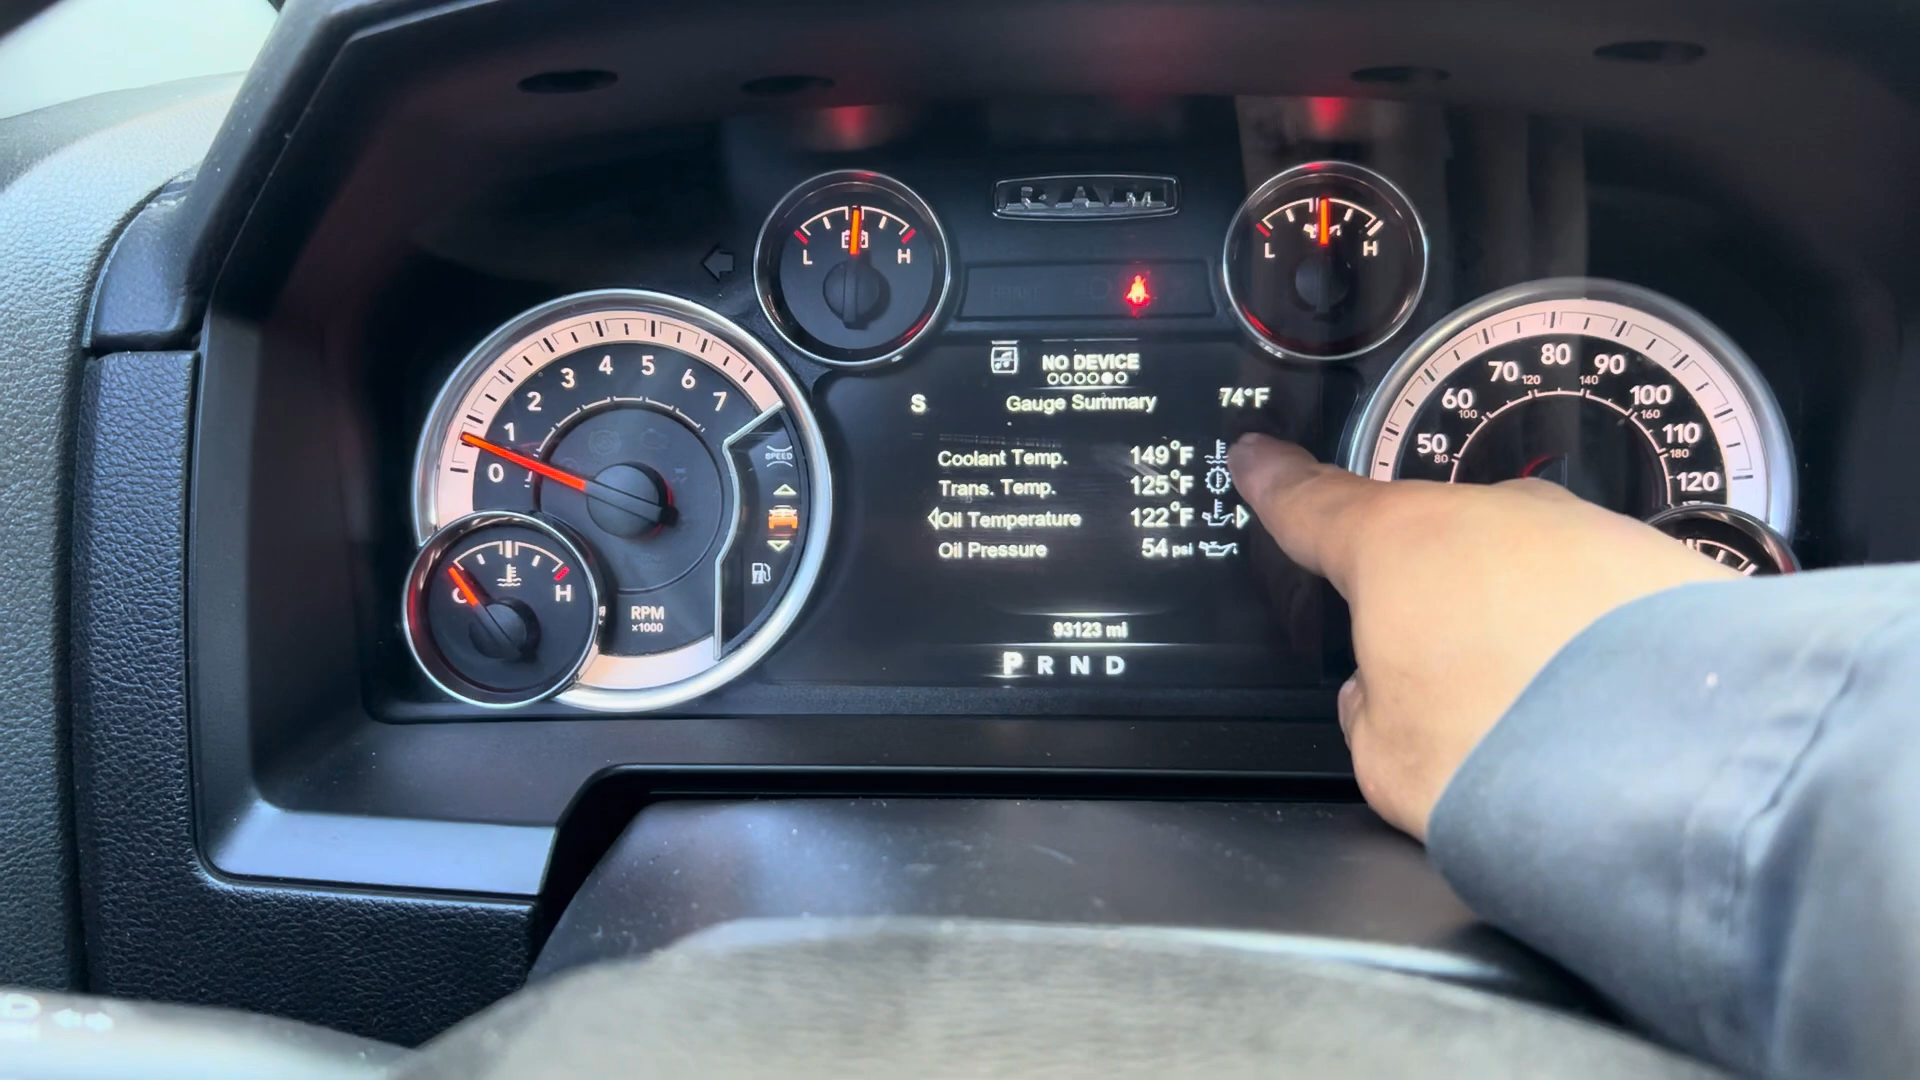 RAM
L H
L H
NO DEVICE
S Gauge Summary 74°F
Coolant Temp. 149°F
Trans. Temp. 125°F
Oil Temperature 122°F
Oil Pressure 54 psi
93123 mi
P R N D
0 1 2 3 4 5 6 7
RPM
x1000
SPEED
C H
50 60 70 80 90 100 110 120
80 100 120 140 160 180